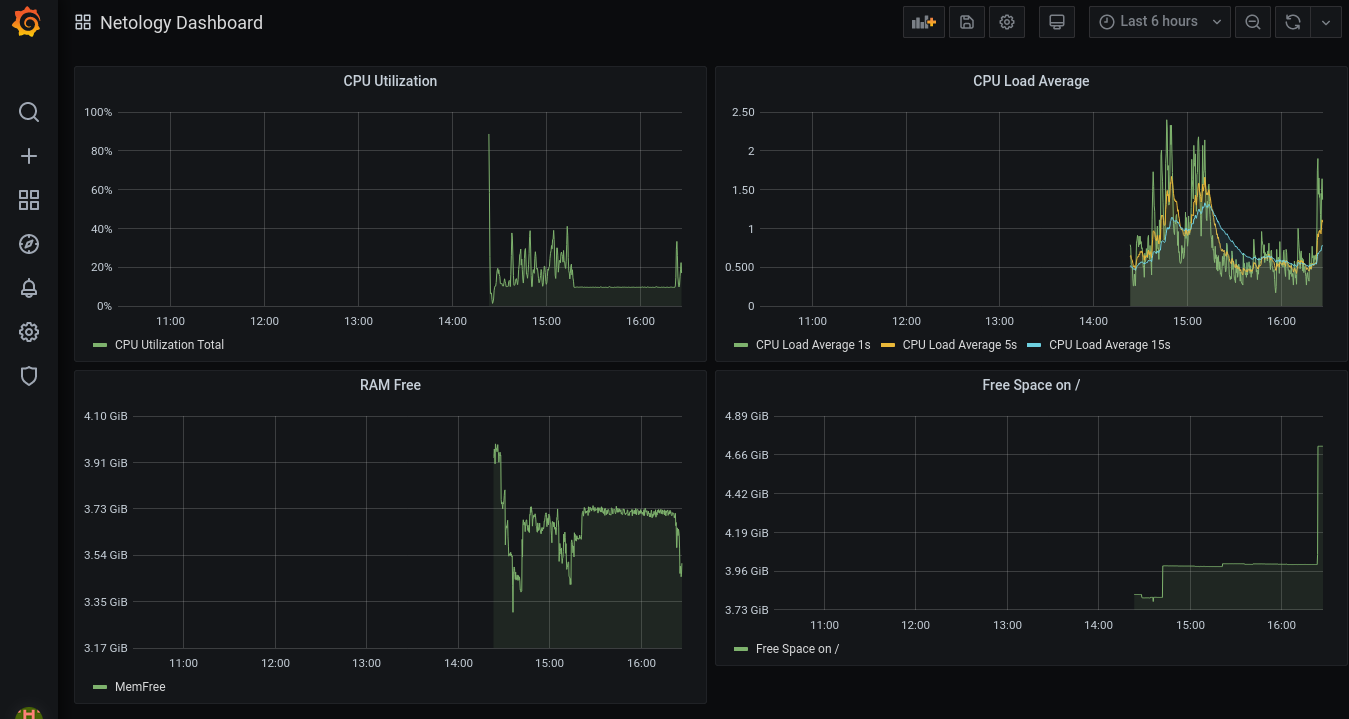 Netology Dashboard
Last 6 hours
CPU Utilization
100%
80%
60%
40%
20%
0%
11:00 12:00 13:00 14:00 15:00 16:00
CPU Utilization Total
CPU Load Average
2.50
2
1.50
1
0.500
0
11:00 12:00 13:00 14:00 15:00 16:00
CPU Load Average 1s CPU Load Average 5s CPU Load Average 15s
RAM Free
4.10 GiB
3.91 GiB
3.73 GiB
3.54 GiB
3.35 GiB
3.17 GiB
11:00 12:00 13:00 14:00 15:00 16:00
MemFree
Free Space on /
4.89 GiB
4.66 GiB
4.42 GiB
4.19 GiB
3.96 GiB
3.73 GiB
11:00 12:00 13:00 14:00 15:00 16:00
Free Space on /